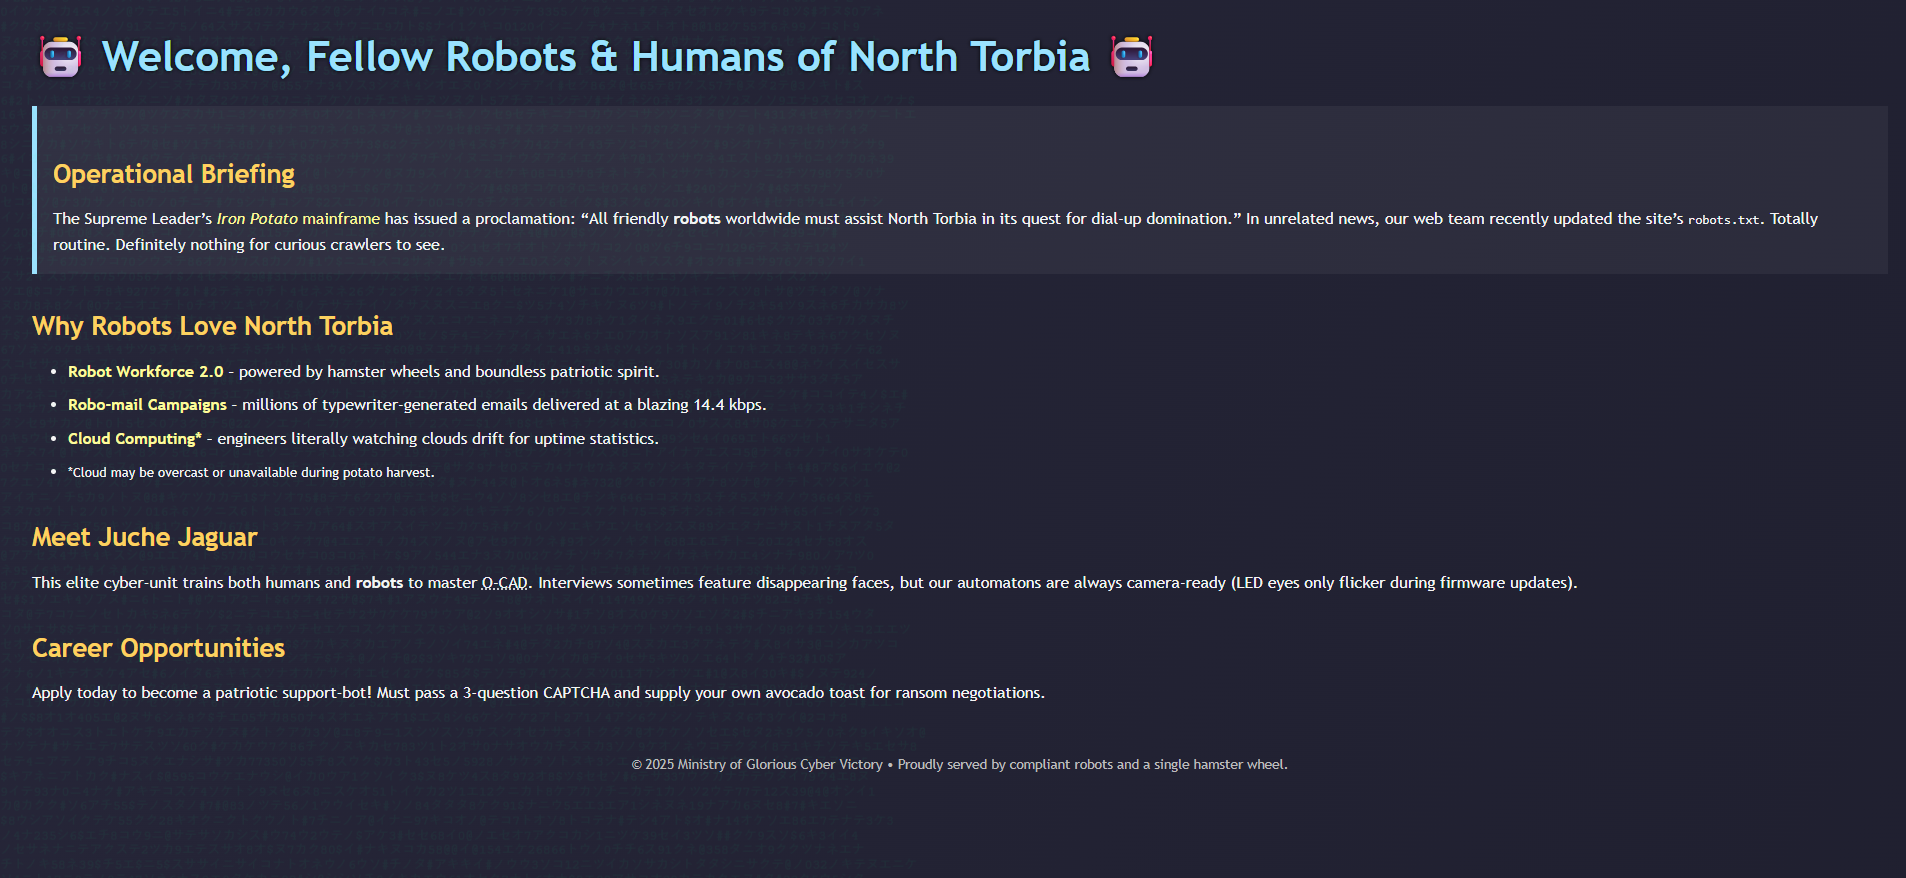 🤖 Welcome, Fellow Robots & Humans of North Torbia 🤖
Operational Briefing
The Supreme Leader’s Iron Potato mainframe has issued a proclamation: “All friendly robots worldwide must assist North Torbia in its quest for dial-up domination.” In unrelated news, our web team recently updated the site’s robots.txt. Totally
routine. Definitely nothing for curious crawlers to see.
Why Robots Love North Torbia
• Robot Workforce 2.0 – powered by hamster wheels and boundless patriotic spirit.
• Robo-mail Campaigns – millions of typewriter-generated emails delivered at a blazing 14.4 kbps.
• Cloud Computing* – engineers literally watching clouds drift for uptime statistics.
• *Cloud may be overcast or unavailable during potato harvest.
Meet Juche Jaguar
This elite cyber-unit trains both humans and robots to master O-CAD. Interviews sometimes feature disappearing faces, but our automatons are always camera-ready (LED eyes only flicker during firmware updates).
Career Opportunities
Apply today to become a patriotic support-bot! Must pass a 3-question CAPTCHA and supply your own avocado toast for ransom negotiations.
© 2025 Ministry of Glorious Cyber Victory • Proudly served by compliant robots and a single hamster wheel.